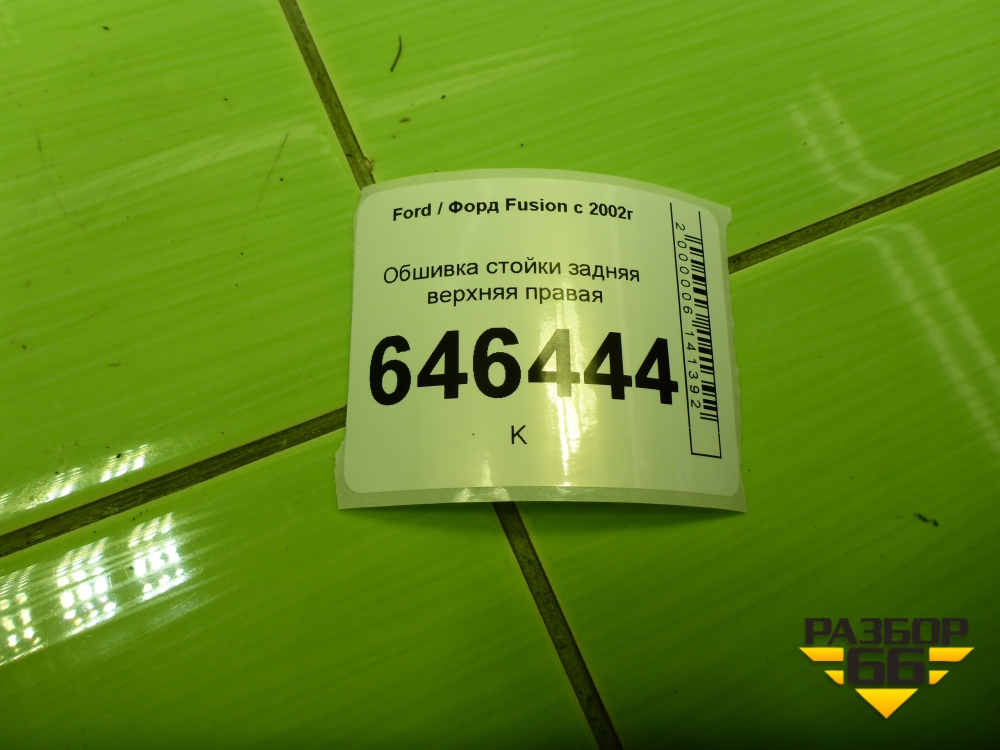 Ford / Форд Fusion с 2002г
Обшивка стойки задняя
верхняя правая
646444
К
2000006141392
РАЗБОР
66